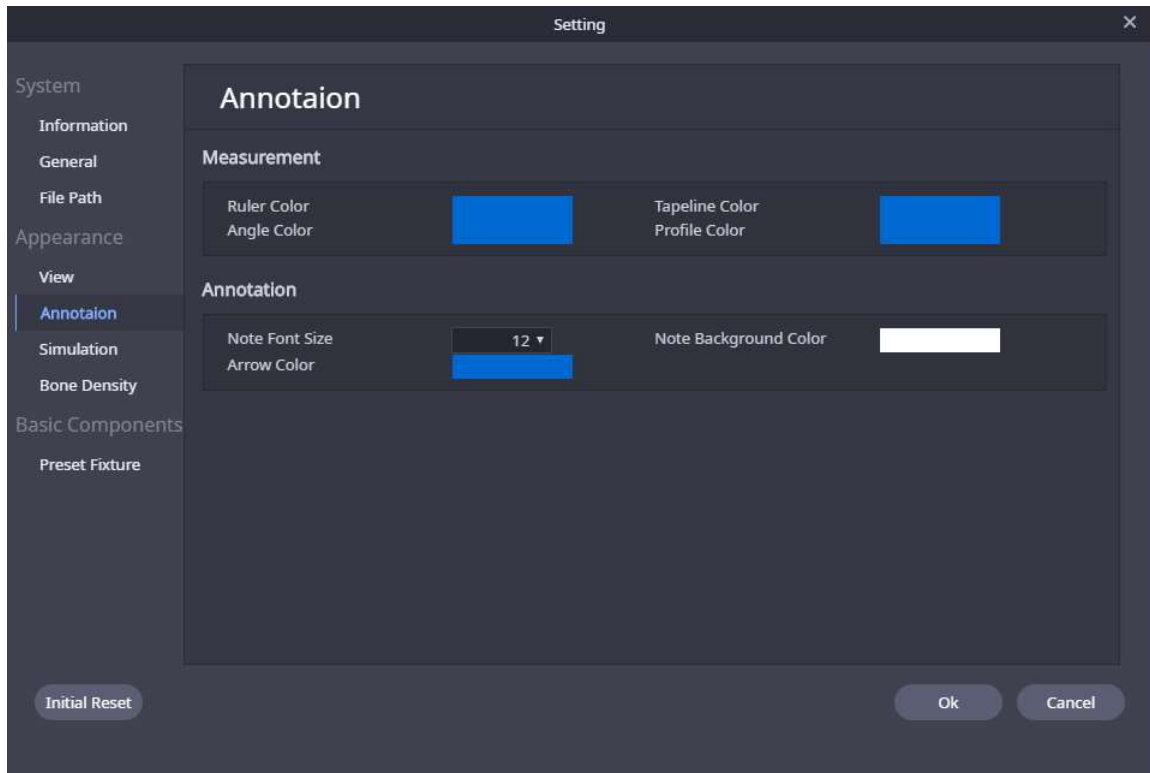 Setting
System
Information
General
File Path
Appearance
View
Annotaion
Simulation
Bone Density
Basic Components
Preset Fixture
Annotaion
Measurement
Ruler Color
Tapeline Color
Angle Color
Profile Color
Annotation
Note Font Size
12
Note Background Color
Arrow Color
Initial Reset
Ok
Cancel